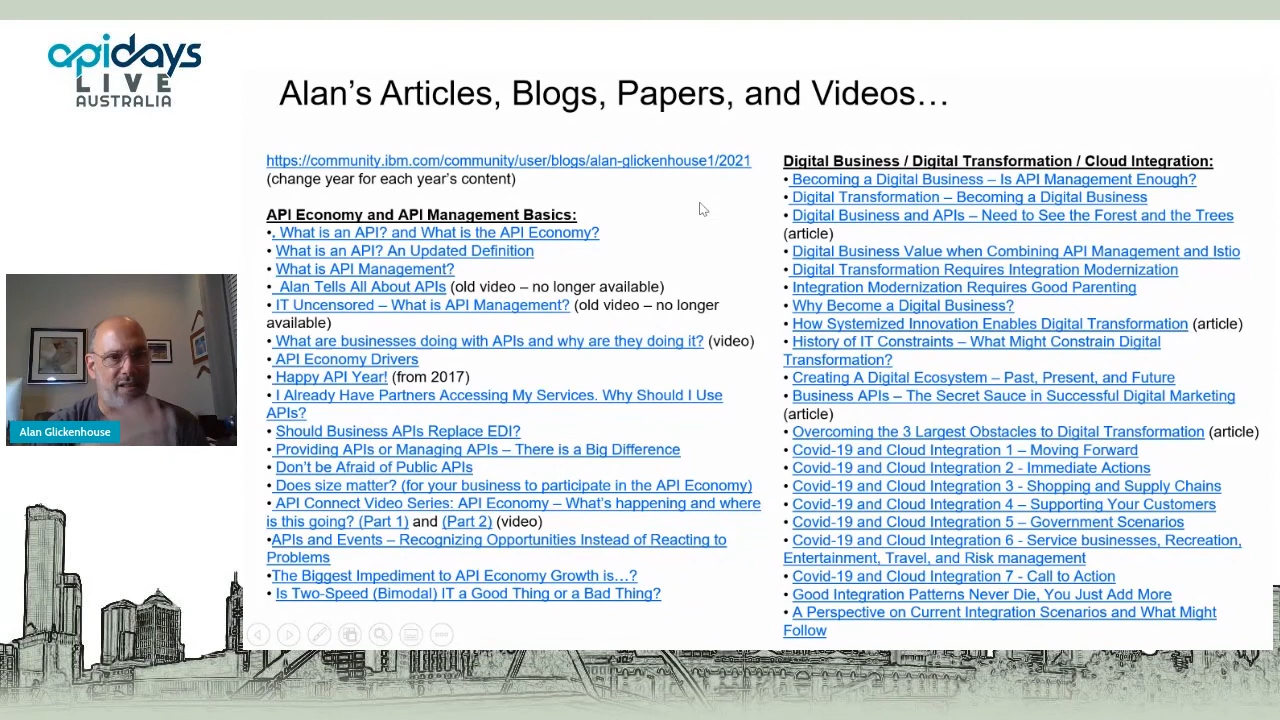 apidays
LIVE
AUSTRALIA
Alan's Articles, Blogs, Papers, and Videos…
https://community.ibm.com/community/user/blogs/alan-glickenhouse1/2021
(change year for each year's content)
API Economy and API Management Basics:
•. What is an API? and What is the API Economy?
• What is an API? An Updated Definition
• What is API Management?
• Alan Tells All About APIs (old video – no longer available)
• IT Uncensored – What is API Management? (old video – no longer
available)
• What are businesses doing with APIs and why are they doing it? (video)
• API Economy Drivers
• Happy API Year! (from 2017)
• I Already Have Partners Accessing My Services. Why Should I Use
APIs?
• Should Business APIs Replace EDI?
• Providing APIs or Managing APIs – There is a Big Difference
• Don't be Afraid of Public APIs
• Does size matter? (for your business to participate in the API Economy)
• API Connect Video Series: API Economy – What's happening and where
is this going? (Part 1) and (Part 2) (video)
•APIs and Events – Recognizing Opportunities Instead of Reacting to
Problems
•The Biggest Impediment to API Economy Growth is…?
• Is Two-Speed (Bimodal) IT a Good Thing or a Bad Thing?
Digital Business / Digital Transformation / Cloud Integration:
• Becoming a Digital Business – Is API Management Enough?
• Digital Transformation – Becoming a Digital Business
• Digital Business and APIs – Need to See the Forest and the Trees
(article)
• Digital Business Value when Combining API Management and Istio
• Digital Transformation Requires Integration Modernization
• Integration Modernization Requires Good Parenting
• Why Become a Digital Business?
• How Systemized Innovation Enables Digital Transformation (article)
• History of IT Constraints – What Might Constrain Digital
Transformation?
• Creating A Digital Ecosystem – Past, Present, and Future
• Business APIs – The Secret Sauce in Successful Digital Marketing
(article)
• Overcoming the 3 Largest Obstacles to Digital Transformation (article)
• Covid-19 and Cloud Integration 1 – Moving Forward
• Covid-19 and Cloud Integration 2 - Immediate Actions
• Covid-19 and Cloud Integration 3 - Shopping and Supply Chains
• Covid-19 and Cloud Integration 4 – Supporting Your Customers
• Covid-19 and Cloud Integration 5 – Government Scenarios
• Covid-19 and Cloud Integration 6 - Service businesses, Recreation,
Entertainment, Travel, and Risk management
• Covid-19 and Cloud Integration 7 - Call to Action
• Good Integration Patterns Never Die, You Just Add More
• A Perspective on Current Integration Scenarios and What Might
Follow
Alan Glickenhouse